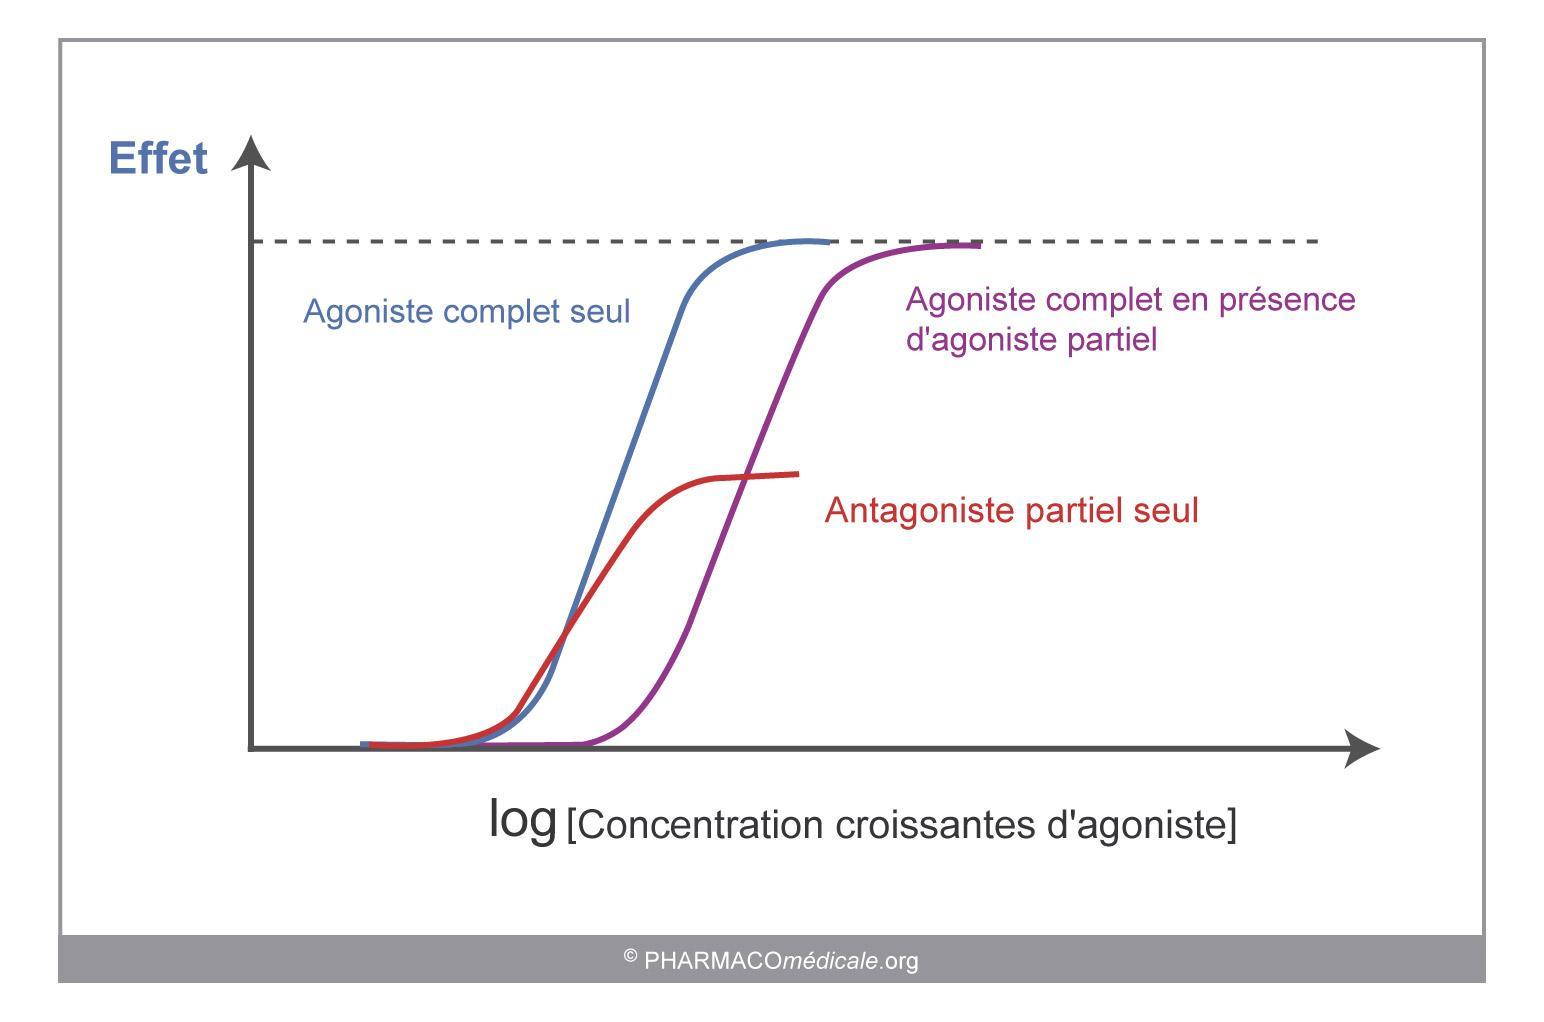 Effet
Agoniste complet seul
Agoniste complet en présence
d'agoniste partiel
Antagoniste partiel seul
log [Concentration croissantes d'agoniste]
© PHARMACOmédicale.org